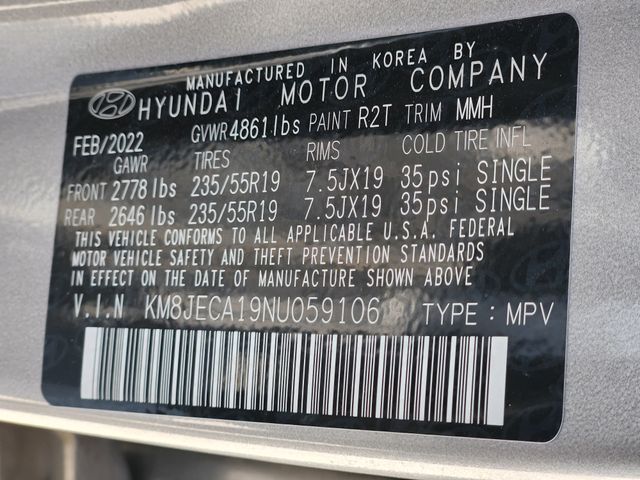 MANUFACTURED IN KOREA BY
HYUNDAI MOTOR COMPANY
FEB/2022 GVWR 4861lbs PAINT R2T TRIM MMH
GAWR TIRES RIMS COLD TIRE INFL
FRONT 2778 lbs 235/55R19 7.5JX19 35psi SINGLE
REAR 2646 lbs 235/55R19 7.5JX19 35psi SINGLE
THIS VEHICLE CONFORMS TO ALL APPLICABLE U.S.A. FEDERAL
MOTOR VEHICLE SAFETY AND THEFT PREVENTION STANDARDS
IN EFFECT ON THE DATE OF MANUFACTURE SHOWN ABOVE
V.I.N KM8JECA19NU059106 TYPE : MPV